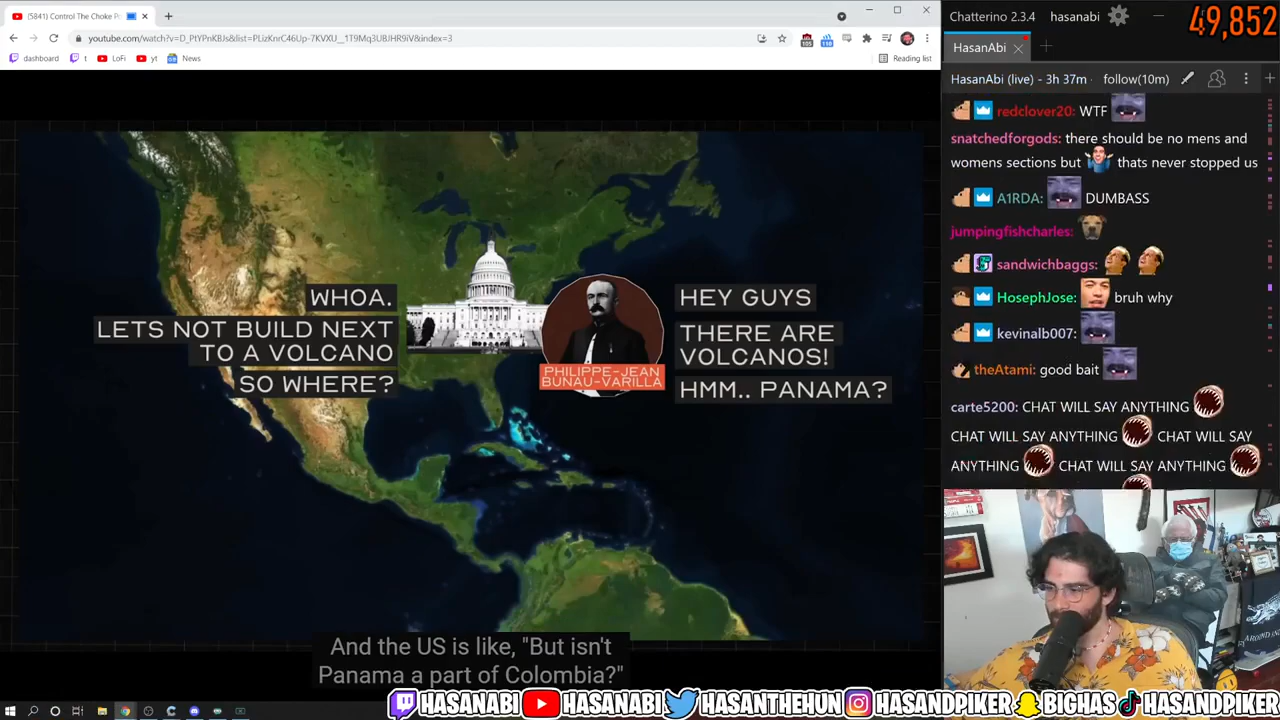 (5841) Control The Choke Po
youtube.com/watch?v=D_PtYPnKBJs&list=PLizKnrC46Up-7KVXU__1T9Mq3UBJHR9iV&index=3
dashboard
t
LoFi
yt
News
Reading list
WHOA.
LETS NOT BUILD NEXT
TO A VOLCANO
SO WHERE?
PHILIPPE-JEAN
BUNAU-VARILLA
HEY GUYS
THERE ARE
VOLCANOS!
HMM.. PANAMA?
And the US is like, "But isn't
Panama a part of Colombia?"
Chatterino 2.3.4
hasanabi
49,852
HasanAbi
HasanAbi (live) - 3h 37m
follow(10m)
redclover20: WTF
snatchedforgods: there should be no mens and
womens sections but thats never stopped us
A1RDA: DUMBASS
jumpingfishcharles:
sandwichbaggs:
HosephJose: bruh why
kevinalb007:
theAtami: good bait
carte5200: CHAT WILL SAY ANYTHING
CHAT WILL SAY ANYTHING CHAT WILL SAY
ANYTHING CHAT WILL SAY ANYTHING
HASANABI HASANABI HASANTHEHUN HASANDPIKER BIGHAS HASANDPIKER